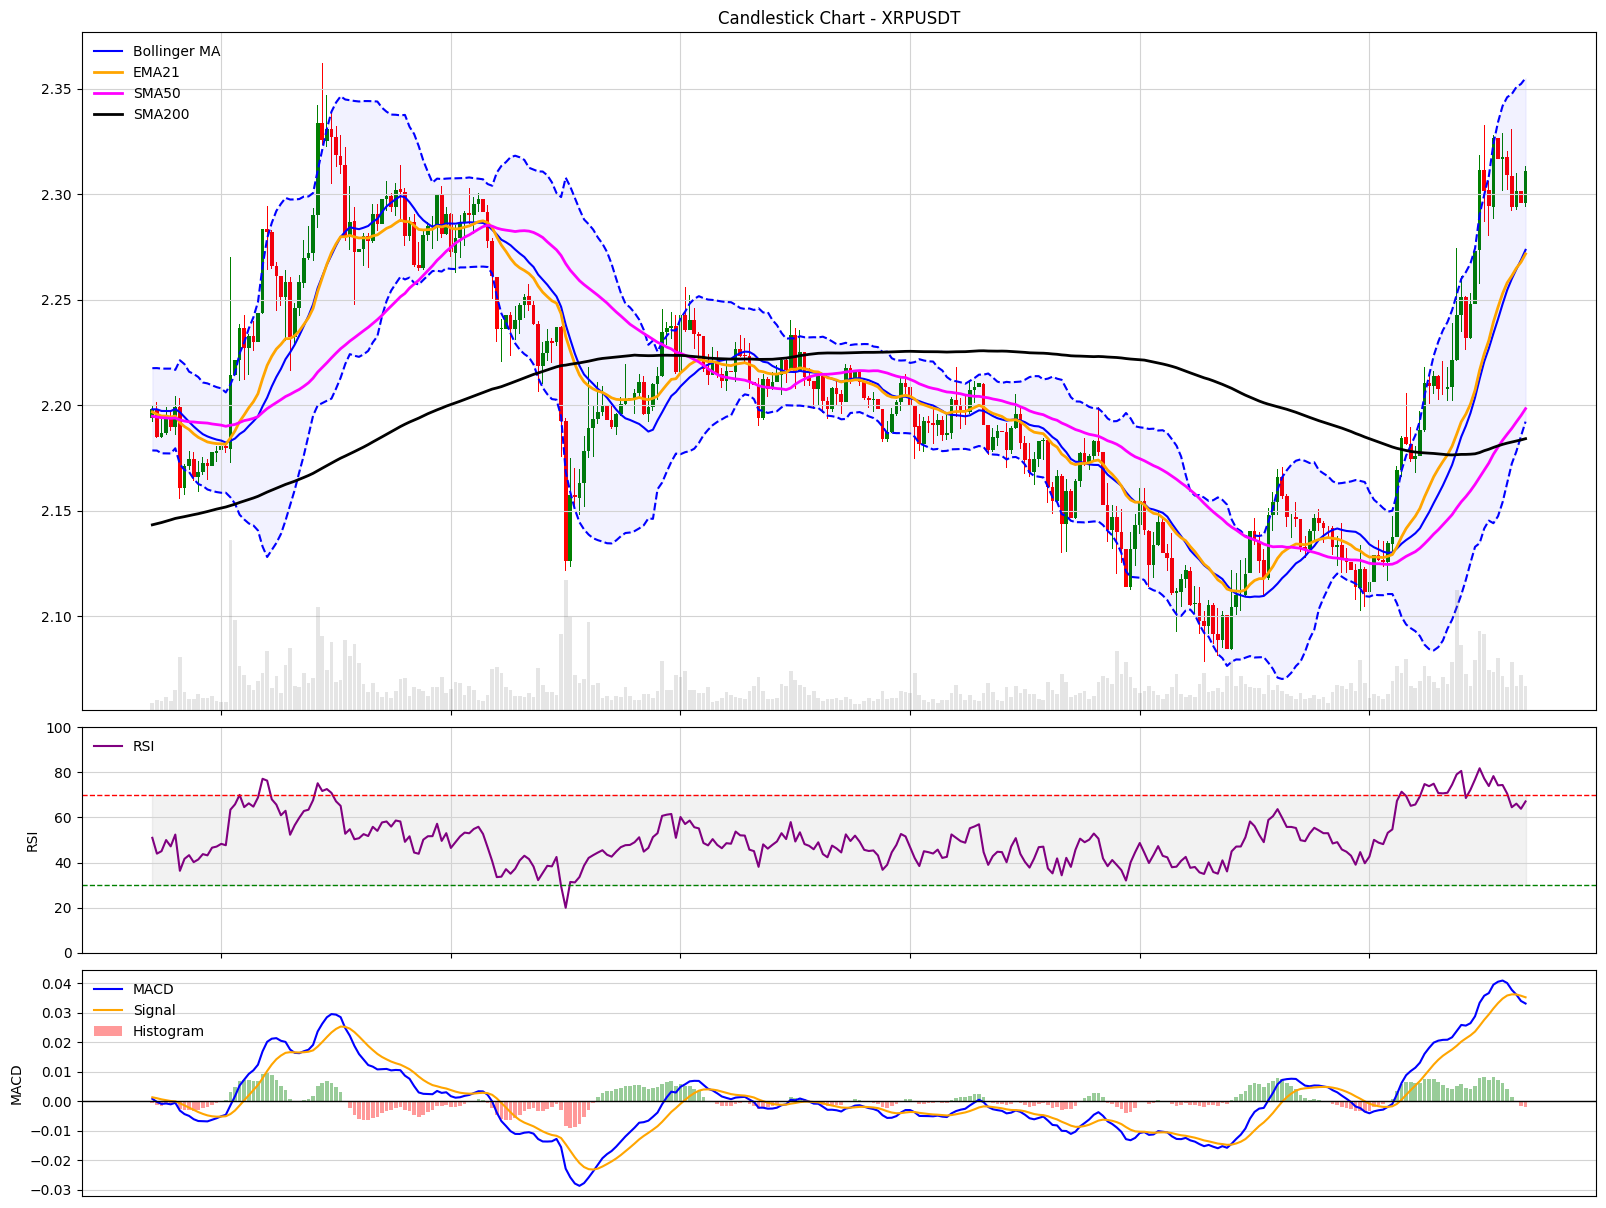 Candlestick Chart - XRPUSDT
Bollinger MA
EMA21
SMA50
SMA200
2.35
2.30
2.25
2.20
2.15
2.10
RSI
100
80
60
40
20
0
RSI
MACD
Signal
Histogram
0.04
0.03
0.02
0.01
0.00
−0.01
−0.02
−0.03
MACD